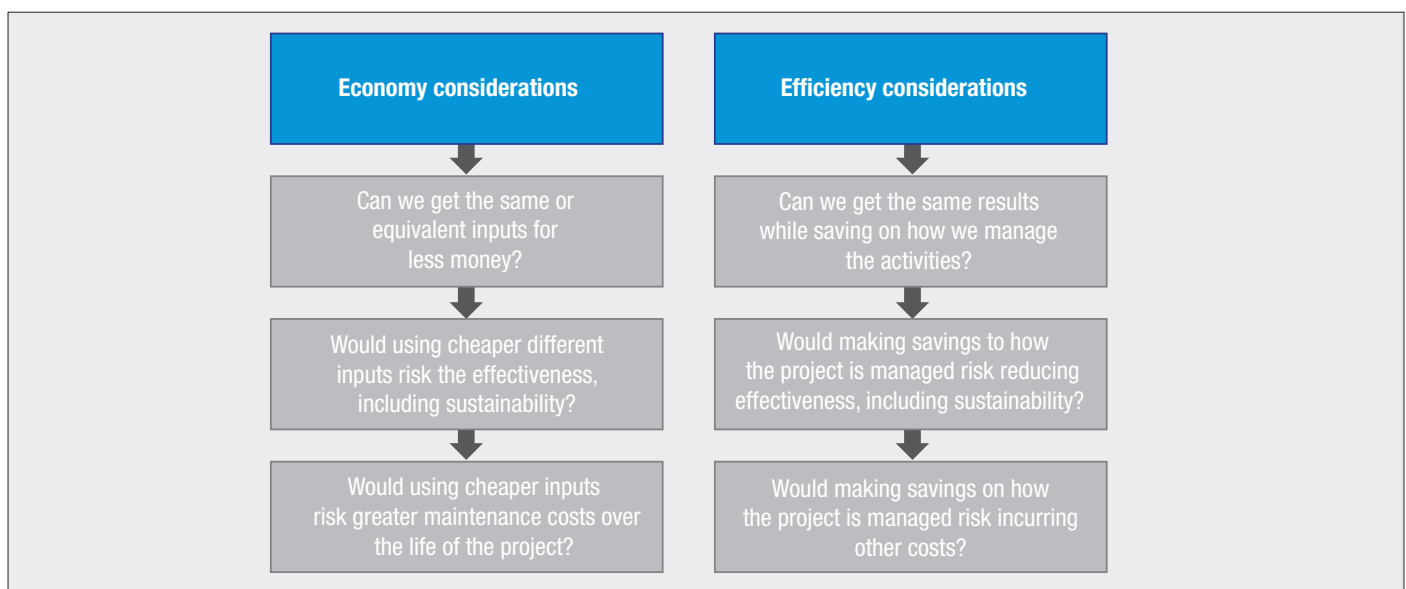 Economy considerations
Can we get the same or
equivalent inputs for
less money?
Would using cheaper different
inputs risk the effectiveness,
including sustainability?
Would using cheaper inputs
risk greater maintenance costs over
the life of the project?
Efficiency considerations
Can we get the same results
while saving on how we manage
the activities?
Would making savings to how
the project is managed risk reducing
effectiveness, including sustainability?
Would making savings on how
the project is managed risk incurring
other costs?